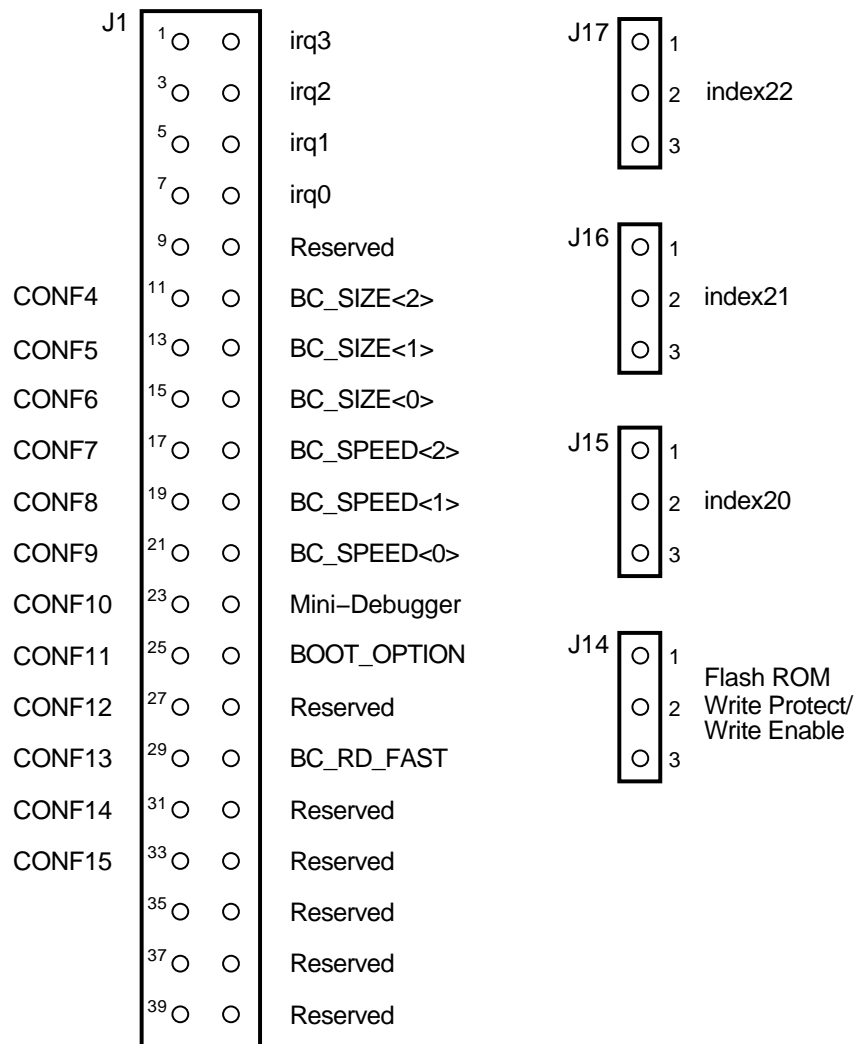 J1
1 irq3
3 irq2
5 irq1
7 irq0
9 Reserved
CONF4 11 BC_SIZE<2>
CONF5 13 BC_SIZE<1>
CONF6 15 BC_SIZE<0>
CONF7 17 BC_SPEED<2>
CONF8 19 BC_SPEED<1>
CONF9 21 BC_SPEED<0>
CONF10 23 Mini–Debugger
CONF11 25 BOOT_OPTION
CONF12 27 Reserved
CONF13 29 BC_RD_FAST
CONF14 31 Reserved
CONF15 33 Reserved
35 Reserved
37 Reserved
39 Reserved
J17
1
2 index22
3
J16
1
2 index21
3
J15
1
2 index20
3
J14
1
Flash ROM
2 Write Protect/
Write Enable
3